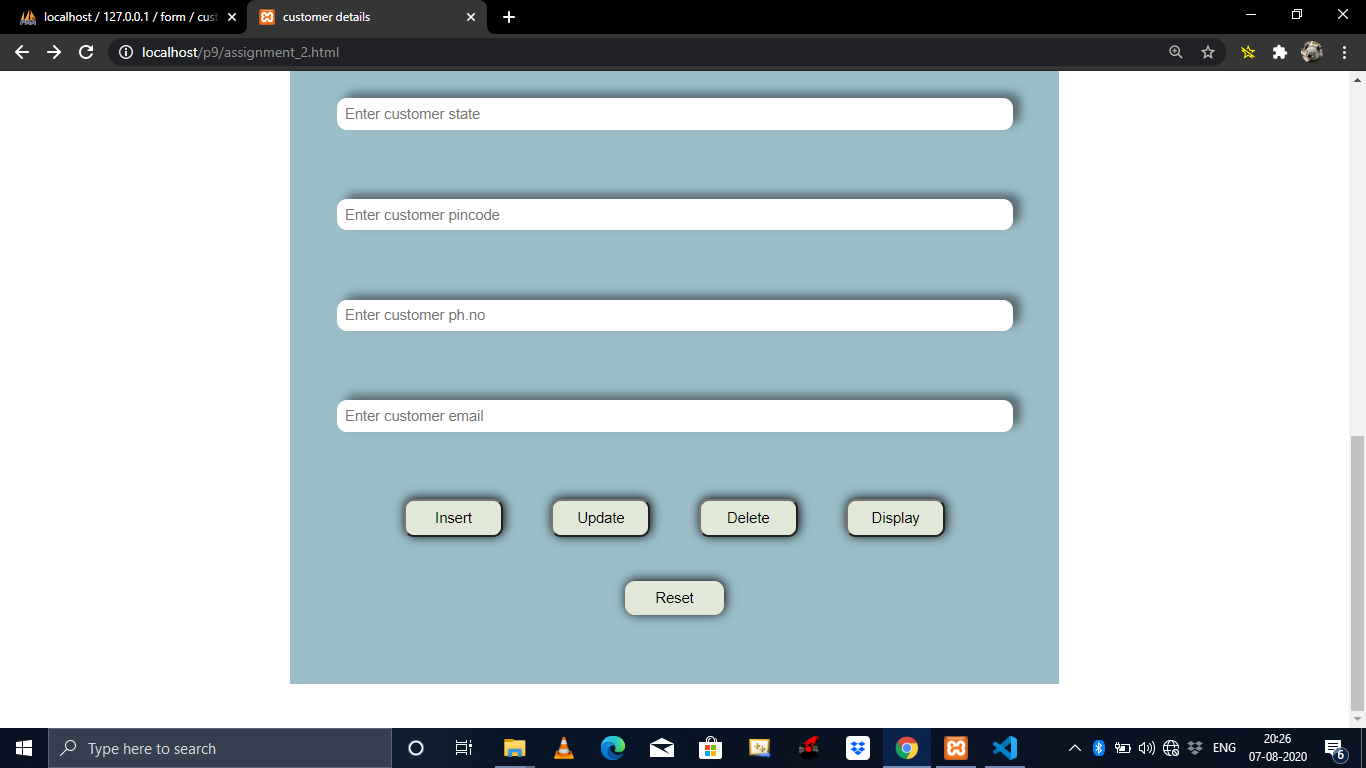 localhost / 127.0.0.1 / form / cust
customer details
localhost/p9/assignment_2.html
Enter customer state
Enter customer pincode
Enter customer ph.no
Enter customer email
Insert
Update
Delete
Display
Reset
Type here to search
ENG
20:26
07-08-2020
6